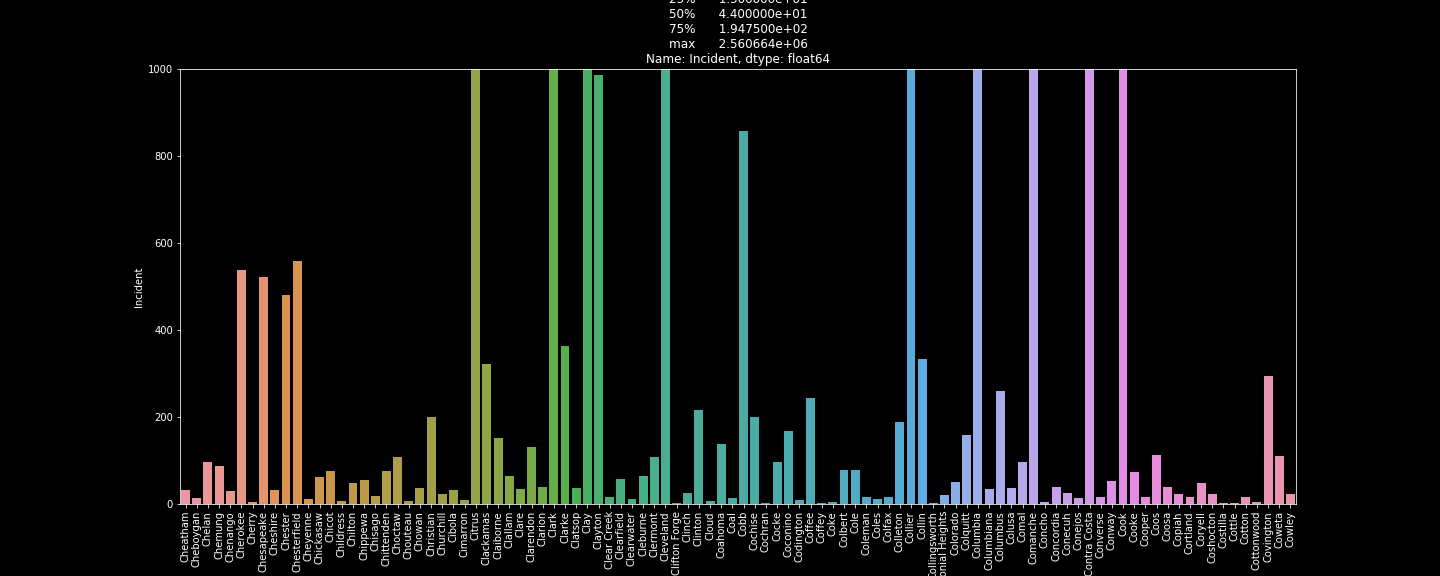 50% 4.400000e+01
75% 1.947500e+02
max 2.560664e+06
Name: Incident, dtype: float64
1000
800
600
400
200
0
Incident
Cheatham
Cheboygan
Chelan
Chemung
Chenango
Cherokee
Cherry
Chesapeake
Cheshire
Chester
Chesterfield
Cheyenne
Chickasaw
Chicot
Childress
Chilton
Chippewa
Chisago
Chittenden
Choctaw
Chouteau
Chowan
Christian
Churchill
Cibola
Cimarron
Citrus
Clackamas
Claiborne
Clallam
Clare
Clarendon
Clarion
Clark
Clarke
Clatsop
Clay
Clayton
Clear Creek
Clearfield
Clearwater
Cleburne
Clermont
Cleveland
Clifton Forge
Clinch
Clinton
Cloud
Coahoma
Coal
Cobb
Cochise
Cochran
Cocke
Coconino
Codington
Coffee
Coffey
Coke
Colbert
Cole
Coleman
Coles
Colfax
Colleton
Collier
Collin
Collingsworth
onial Heights
Colorado
Colquitt
Columbia
Columbiana
Columbus
Colusa
Comal
Comanche
Concho
Concordia
Conecuh
Conejos
Contra Costa
Converse
Conway
Cook
Cooke
Cooper
Coos
Coosa
Copiah
Cortland
Coryell
Coshocton
Costilla
Cottle
Cotton
Cottonwood
Covington
Coweta
Cowley